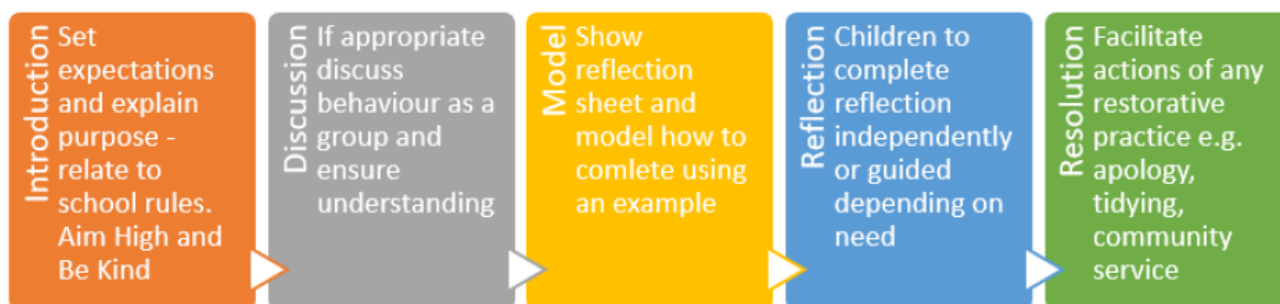 Introduction
Set
expectations
and explain
purpose -
relate to
school rules.
Aim High and
Be Kind
Discussion
If appropriate
discuss
behaviour as a
group and
ensure
understanding
Model
Show
reflection
sheet and
model how to
comlete using
an example
Reflection
Children to
complete
reflection
independently
or guided
depending on
need
Resolution
Facilitate
actions of any
restorative
practice e.g.
apology,
tidying,
community
service